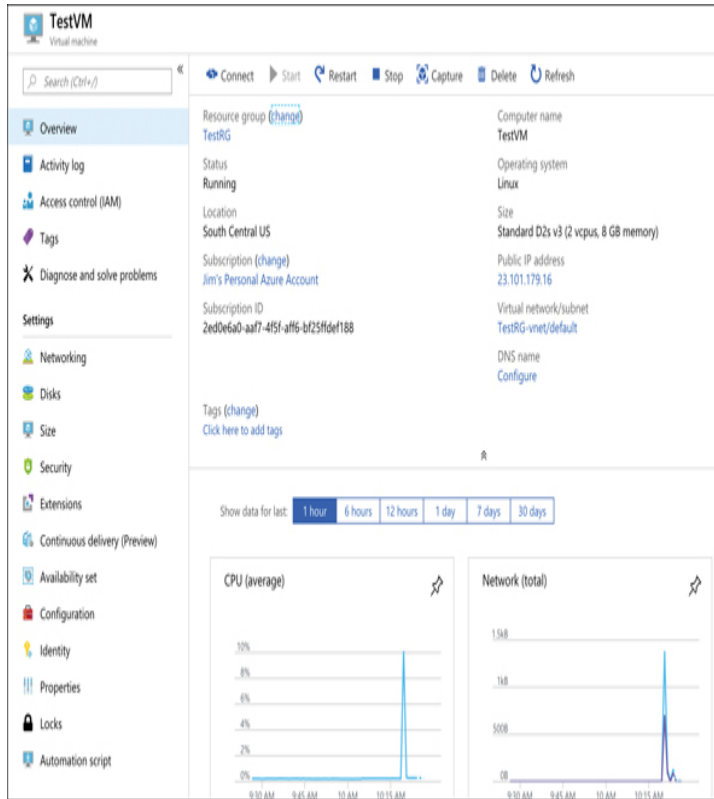 TestVM
Virtual machine
Search (Ctrl+/)
«
Overview
Activity log
Access control (IAM)
Tags
Diagnose and solve problems
Settings
Networking
Disks
Size
Security
Extensions
Continuous delivery (Preview)
Availability set
Configuration
Identity
Properties
Locks
Automation script
Connect Start Restart Stop Capture Delete Refresh
Resource group (change)
TestRG
Status
Running
Location
South Central US
Subscription (change)
Jim's Personal Azure Account
Subscription ID
2ed0e6a0-aaf7-4f5f-aff6-bf25ffdef188
Computer name
TestVM
Operating system
Linux
Size
Standard D2s v3 (2 vcpus, 8 GB memory)
Public IP address
23.101.179.16
Virtual network/subnet
TestRG-vnet/default
DNS name
Configure
Tags (change)
Click here to add tags
Show data for last: 1 hour 6 hours 12 hours 1 day 7 days 30 days
CPU (average)
10%
8%
6%
4%
2%
0%
9:30 AM 9:45 AM 10 AM 10:15 AM
Network (total)
1.5kB
1kB
500B
0B
9:30 AM 9:45 AM 10 AM 10:15 AM